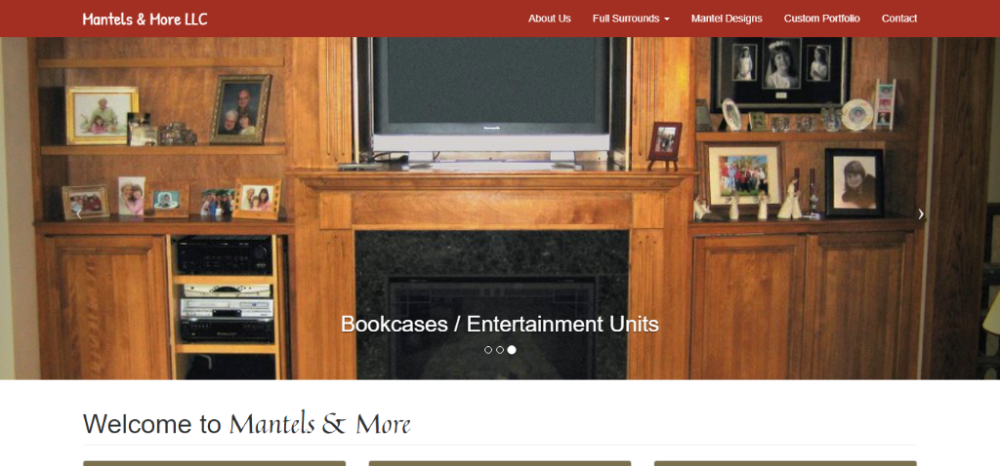 Mantels & More LLC
About Us Full Surrounds Mantel Designs Custom Portfolio Contact
Bookcases / Entertainment Units
Welcome to Mantels & More